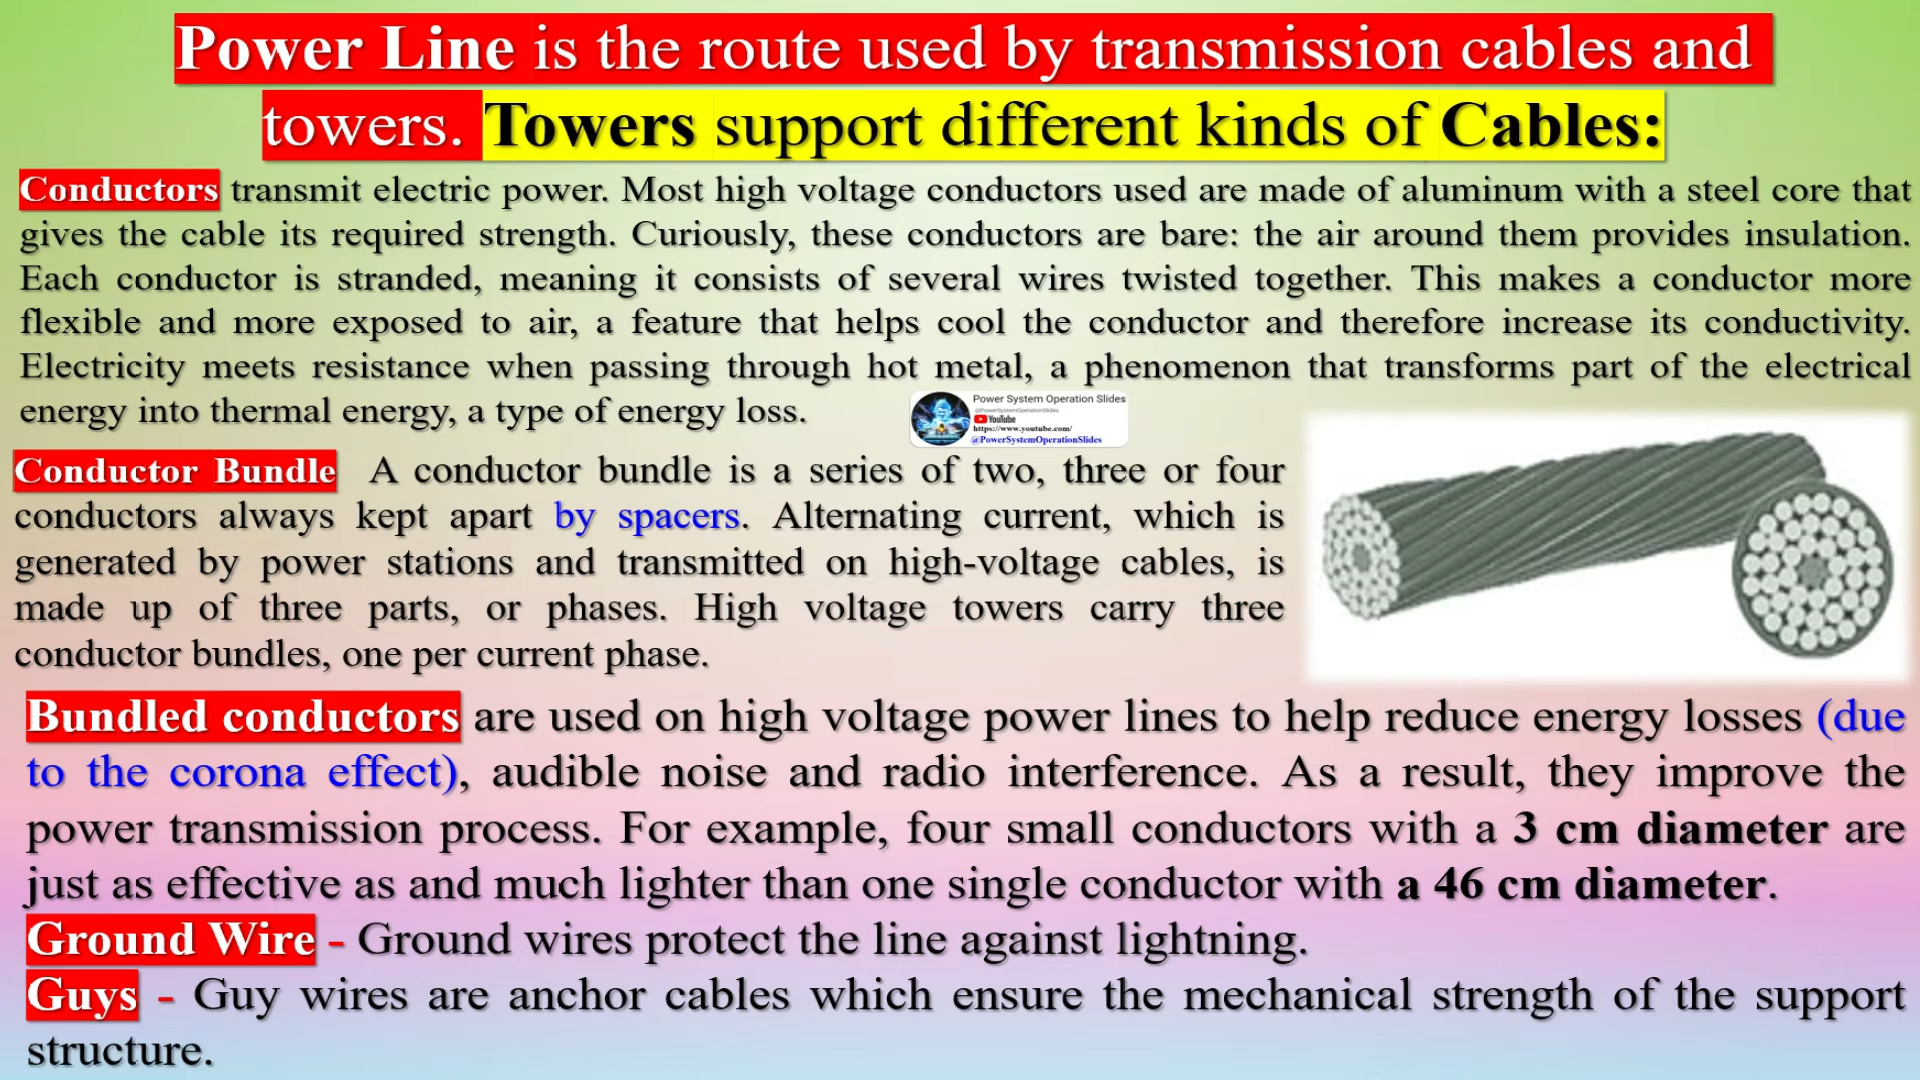 Power Line is the route used by transmission cables and
towers. Towers support different kinds of Cables:
Conductors transmit electric power. Most high voltage conductors used are made of aluminum with a steel core that
gives the cable its required strength. Curiously, these conductors are bare: the air around them provides insulation.
Each conductor is stranded, meaning it consists of several wires twisted together. This makes a conductor more
flexible and more exposed to air, a feature that helps cool the conductor and therefore increase its conductivity.
Electricity meets resistance when passing through hot metal, a phenomenon that transforms part of the electrical
energy into thermal energy, a type of energy loss.
Power System Operation Slides
@PowerSystemOperationSlides
YouTube
https://www.youtube.com/
@PowerSystemOperationSlides
Conductor Bundle A conductor bundle is a series of two, three or four
conductors always kept apart by spacers. Alternating current, which is
generated by power stations and transmitted on high-voltage cables, is
made up of three parts, or phases. High voltage towers carry three
conductor bundles, one per current phase.
Bundled conductors are used on high voltage power lines to help reduce energy losses (due
to the corona effect), audible noise and radio interference. As a result, they improve the
power transmission process. For example, four small conductors with a 3 cm diameter are
just as effective as and much lighter than one single conductor with a 46 cm diameter.
Ground Wire - Ground wires protect the line against lightning.
Guys - Guy wires are anchor cables which ensure the mechanical strength of the support
structure.